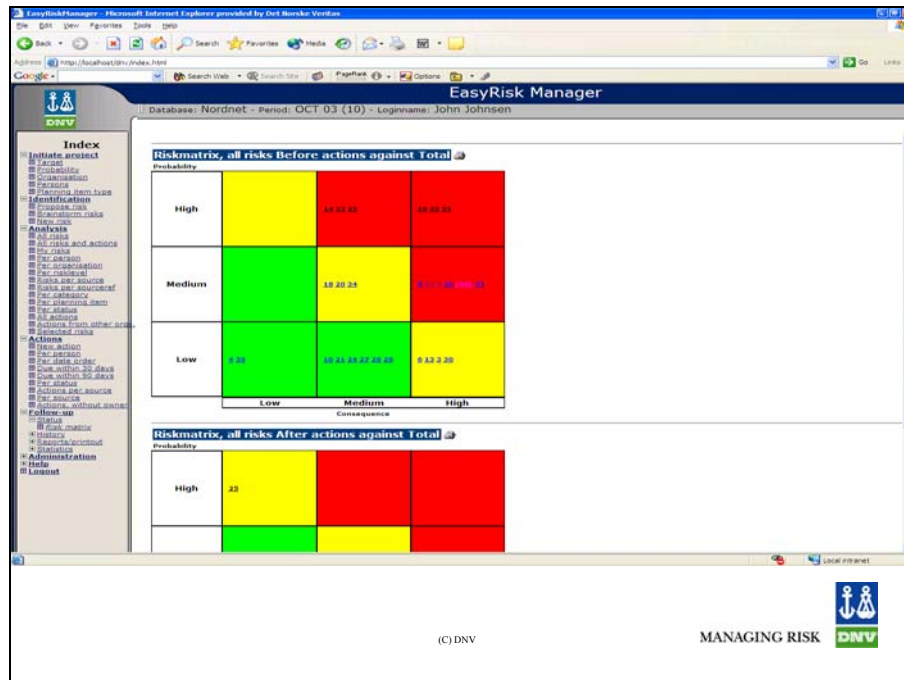 EasyRiskManager - Microsoft Internet Explorer provided by Det Norske Veritas
File Edit View Favorites Tools Help
Back Search Favorites Media
Address http://localhost/dnv/index.html Go Links
Google Search Web Search Site PageRank Options
EasyRisk Manager
Database: Nordnet - Period: OCT 03 (10) - Loginname: John Johnsen
DNV
Index
Initiate project
Target
Probability
Organisation
Persons
Planning item type
Identification
Propose risk
Brainstorm risks
New risk
Analysis
All risks
All risks and actions
My risks
Per person
Per organisation
Per risklevel
Risks per source
Risks per sourceref
Per category
Per planning item
Per status
All actions
Actions from other org.
Selected risks
Actions
New action
Per person
Per date order
Due within 30 days
Due within 90 days
Per status
Actions per source
Per source
Actions, without owner
Follow-up
Status
Risk matrix
History
Reports/printout
Statistics
Administration
Help
Logout
Riskmatrix, all risks Before actions against Total
Probability
High
Medium 18 20 24
Low
Low Medium High
Consequence
Riskmatrix, all risks After actions against Total
Probability
High 25
Local intranet
(C) DNV
MANAGING RISK
DNV